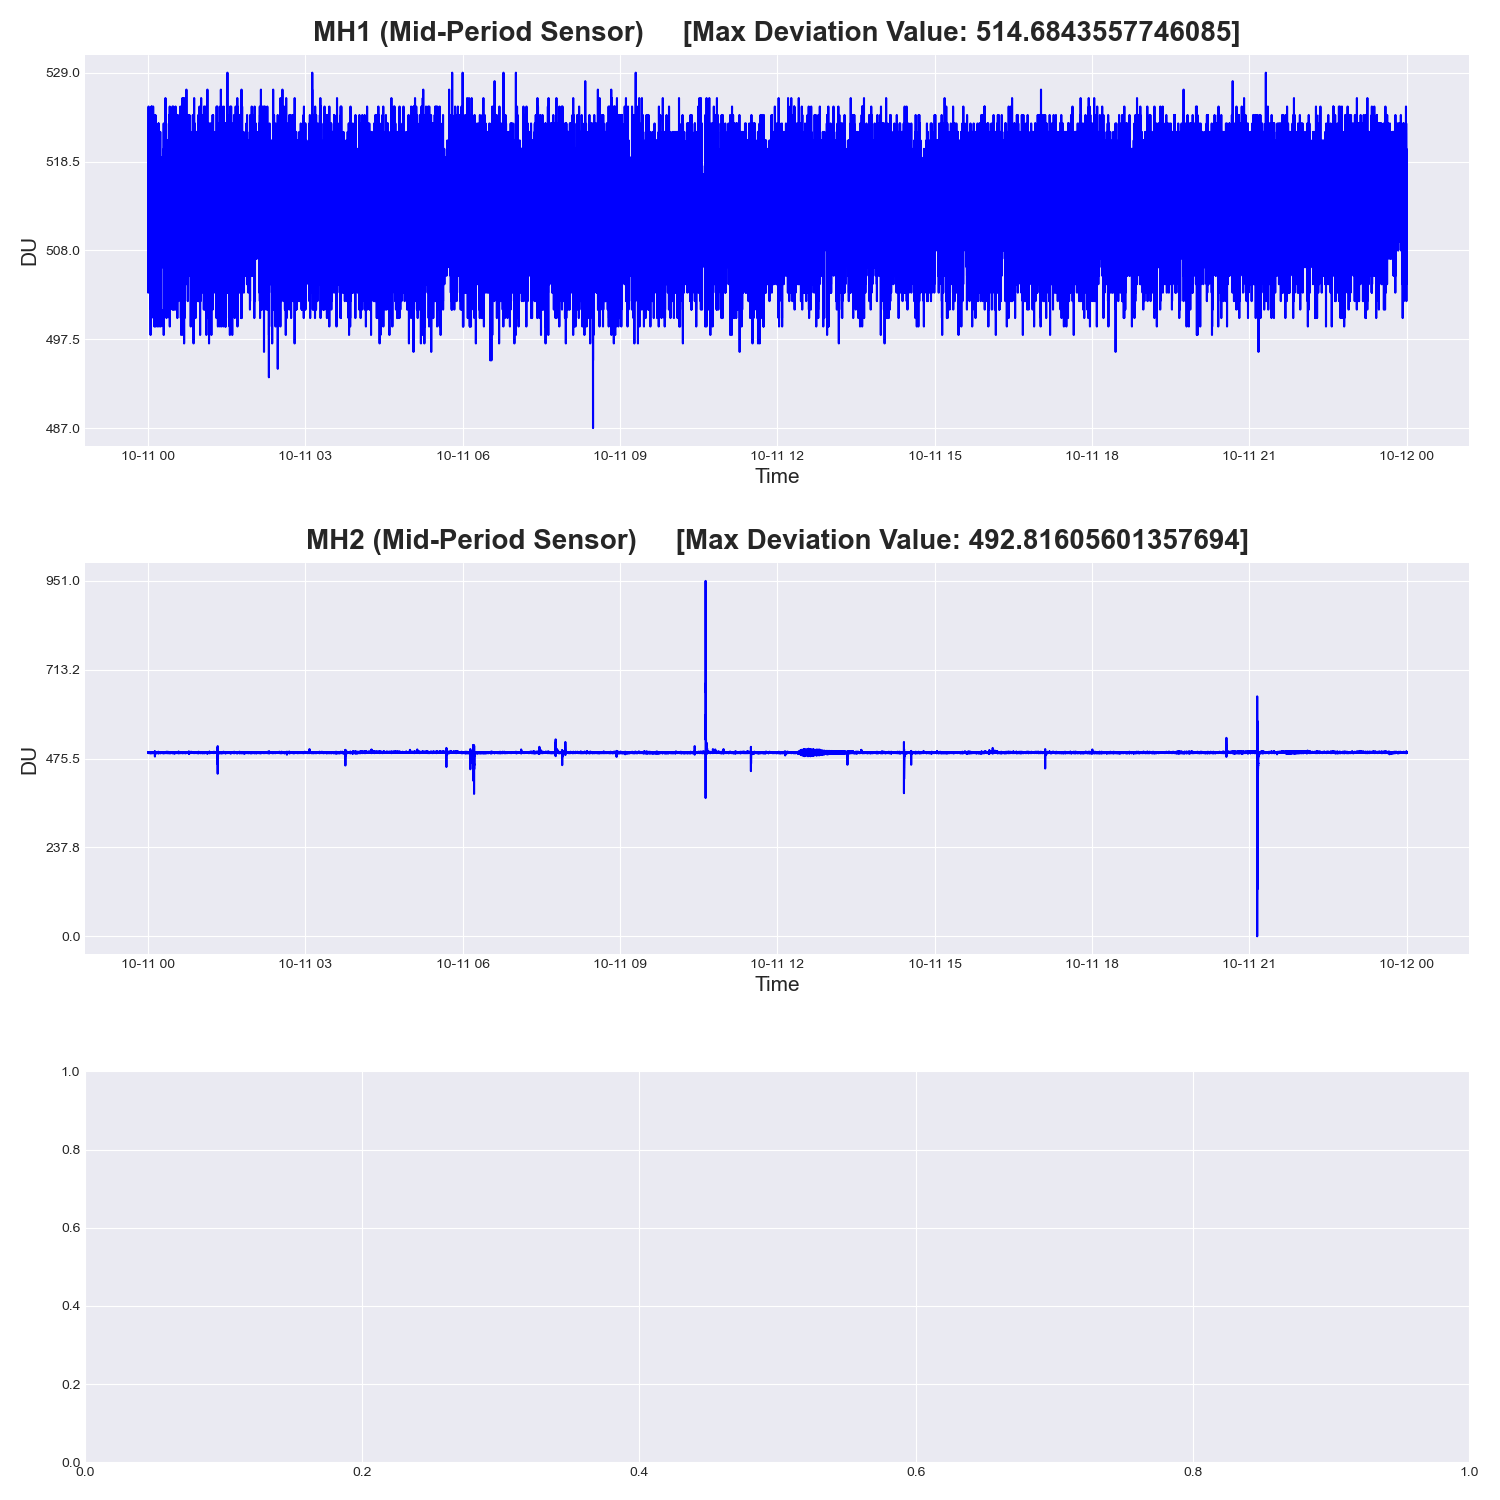 MH1 (Mid-Period Sensor) [Max Deviation Value: 514.6843557746085]
529.0
518.5
508.0
497.5
487.0
DU
10-11 00 10-11 03 10-11 06 10-11 09 10-11 12 10-11 15 10-11 18 10-11 21 10-12 00
Time
MH2 (Mid-Period Sensor) [Max Deviation Value: 492.81605601357694]
951.0
713.2
475.5
237.8
0.0
DU
10-11 00 10-11 03 10-11 06 10-11 09 10-11 12 10-11 15 10-11 18 10-11 21 10-12 00
Time
1.0
0.8
0.6
0.4
0.2
0.0
0.0 0.2 0.4 0.6 0.8 1.0